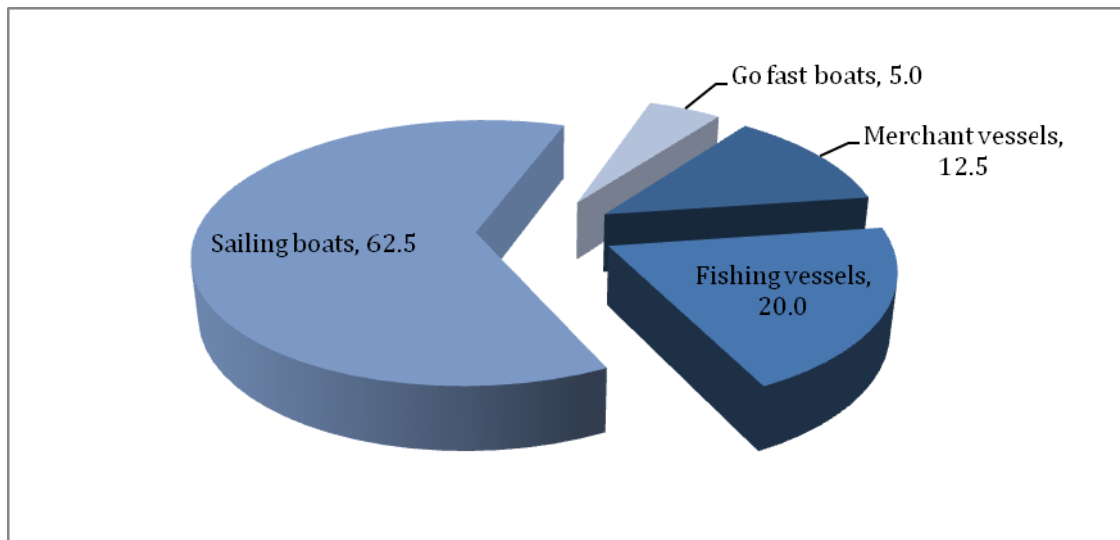 Go fast boats, 5.0
Merchant vessels,
12.5
Sailing boats, 62.5
Fishing vessels,
20.0